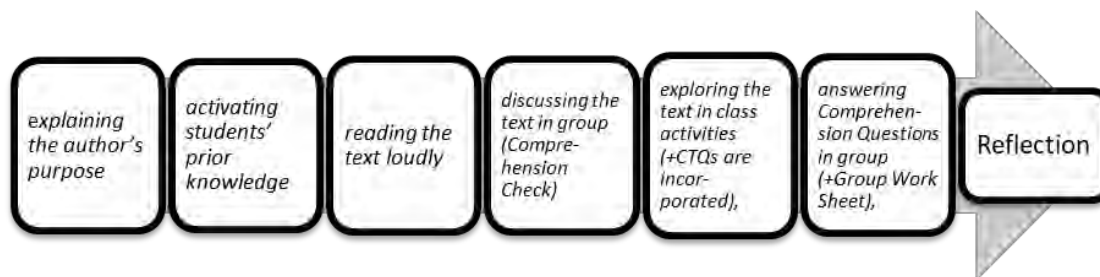 explaining
the author's
purpose
activating
students'
prior
knowledge
reading the
text loudly
discussing the
text in group
(Compre-
hension
Check)
exploring the
text in class
activities
(+CTQs are
incor-
porated),
answering
Comprehen-
sion Questions
in group
(+Group Work
Sheet),
Reflection